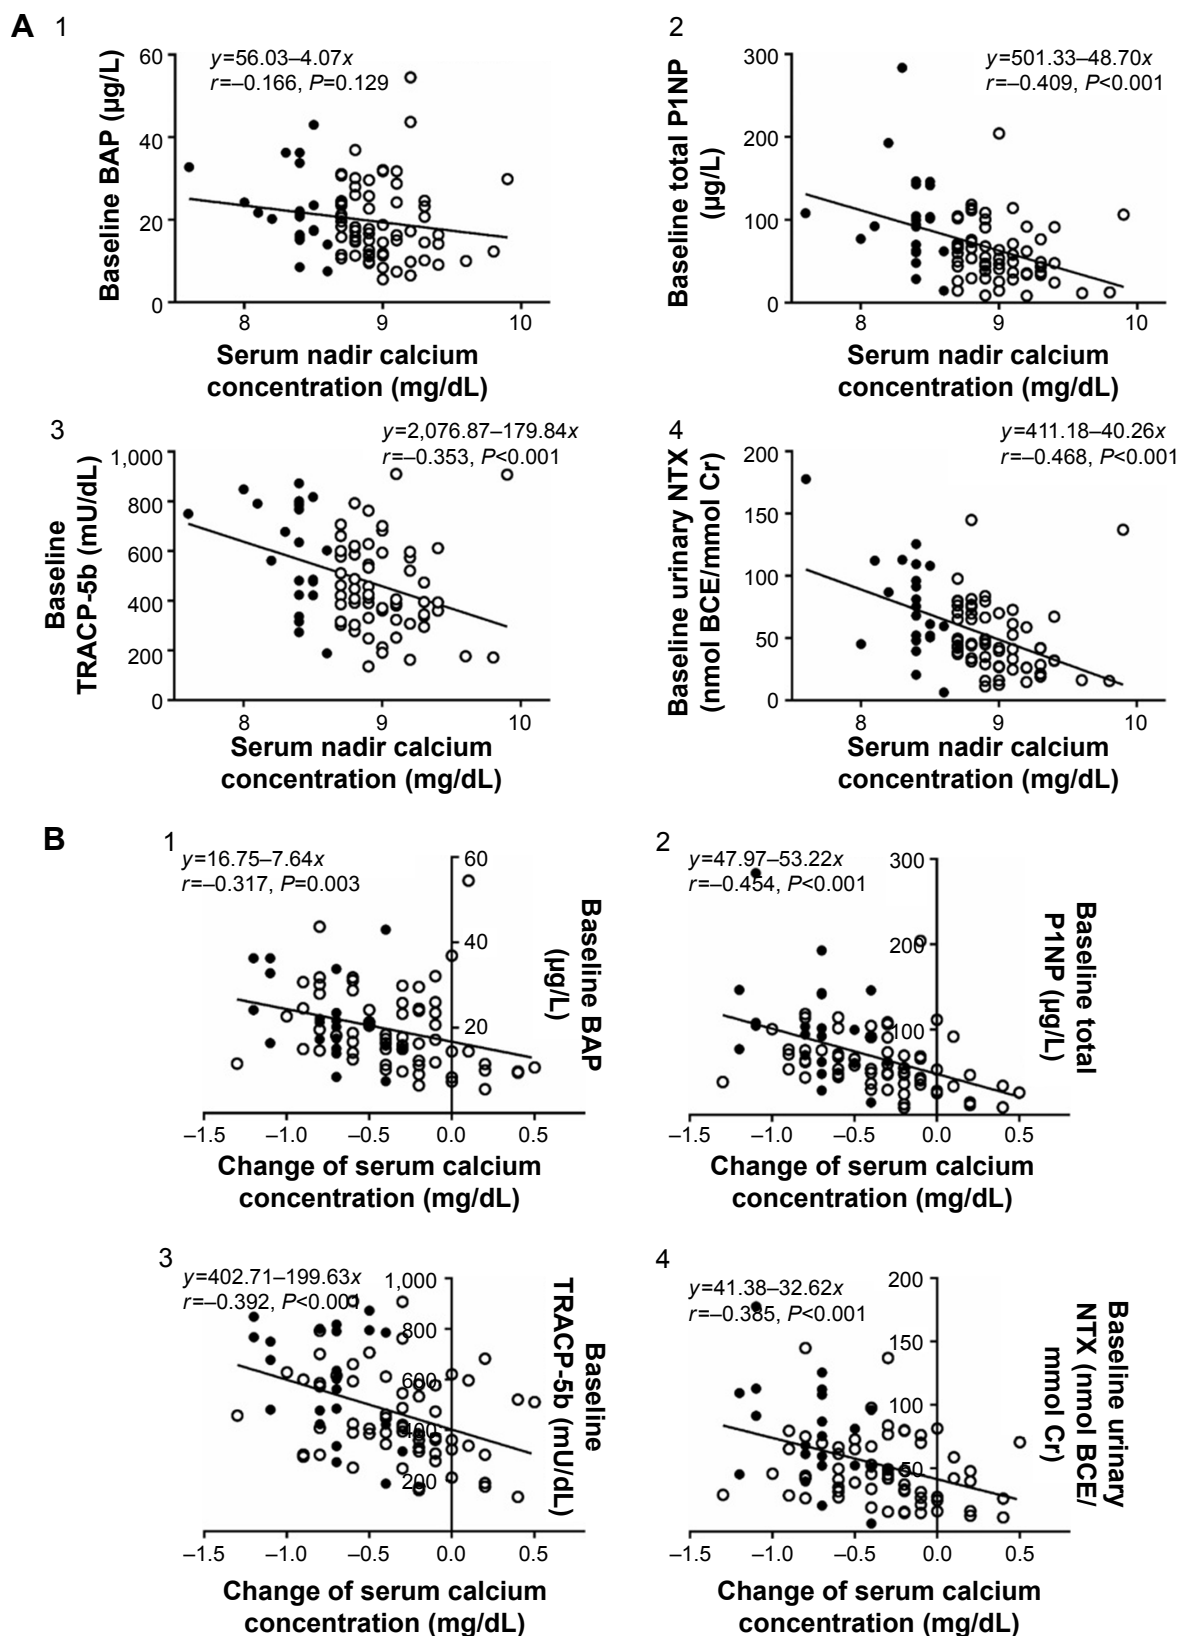 A 1
y=56.03–4.07x
r=–0.166, P=0.129
Baseline BAP (µg/L)
60
40
20
0
8 9 10
Serum nadir calcium
concentration (mg/dL)
2
y=501.33–48.70x
r=–0.409, P<0.001
Baseline total P1NP
(µg/L)
300
200
100
0
8 9 10
Serum nadir calcium
concentration (mg/dL)
3
y=2,076.87–179.84x
r=–0.353, P<0.001
Baseline
TRACP-5b (mU/dL)
1,000
800
600
400
200
0
8 9 10
Serum nadir calcium
concentration (mg/dL)
4
y=411.18–40.26x
r=–0.468, P<0.001
Baseline urinary NTX
(nmol BCE/mmol Cr)
200
150
100
50
0
8 9 10
Serum nadir calcium
concentration (mg/dL)
B 1
y=16.75–7.64x
r=–0.317, P=0.003
60
40
20
Baseline BAP
(µg/L)
–1.5 –1.0 –0.5 0.0 0.5
Change of serum calcium
concentration (mg/dL)
2
y=47.97–53.22x
r=–0.454, P<0.001
300
200
100
Baseline total
P1NP (µg/L)
–1.5 –1.0 –0.5 0.0 0.5
Change of serum calcium
concentration (mg/dL)
3
y=402.71–199.63x
r=–0.392, P<0.001
1,000
800
600
400
200
Baseline
TRACP-5b (mU/dL)
–1.5 –1.0 –0.5 0.0 0.5
Change of serum calcium
concentration (mg/dL)
4
y=41.38–32.62x
r=–0.385, P<0.001
200
150
100
50
Baseline urinary
NTX (nmol BCE/
mmol Cr)
–1.5 –1.0 –0.5 0.0 0.5
Change of serum calcium
concentration (mg/dL)